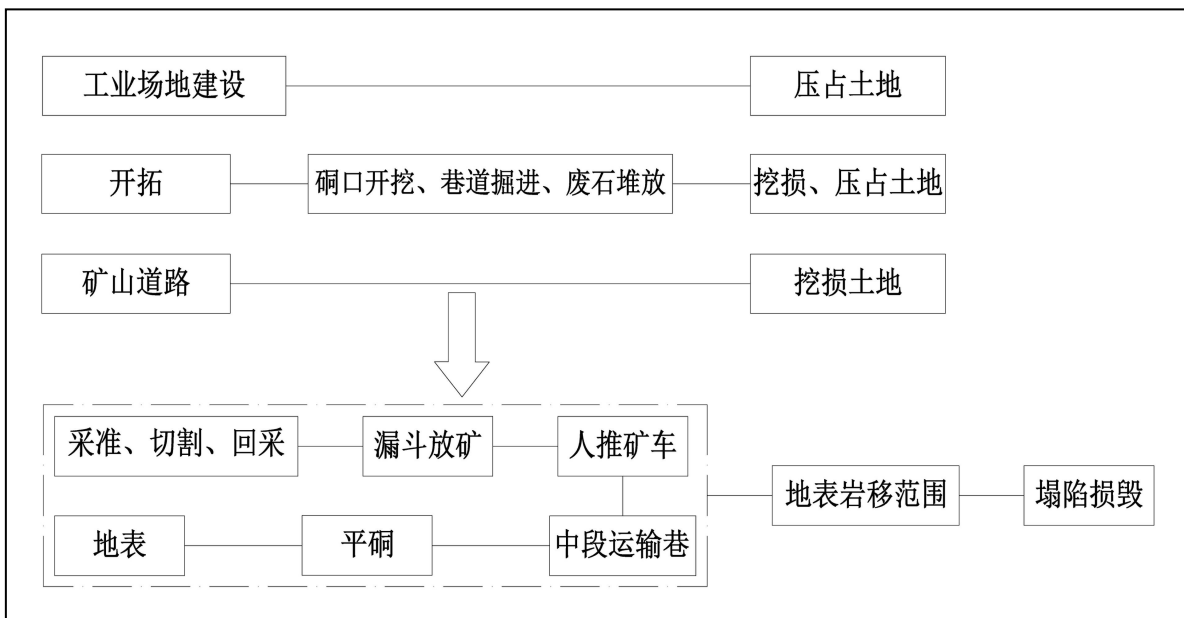 工业场地建设
压占土地
开拓
硐口开挖、巷道掘进、废石堆放
挖损、压占土地
矿山道路
挖损土地
采准、切割、回采
漏斗放矿
人推矿车
地表岩移范围
塌陷损毁
地表
平硐
中段运输巷